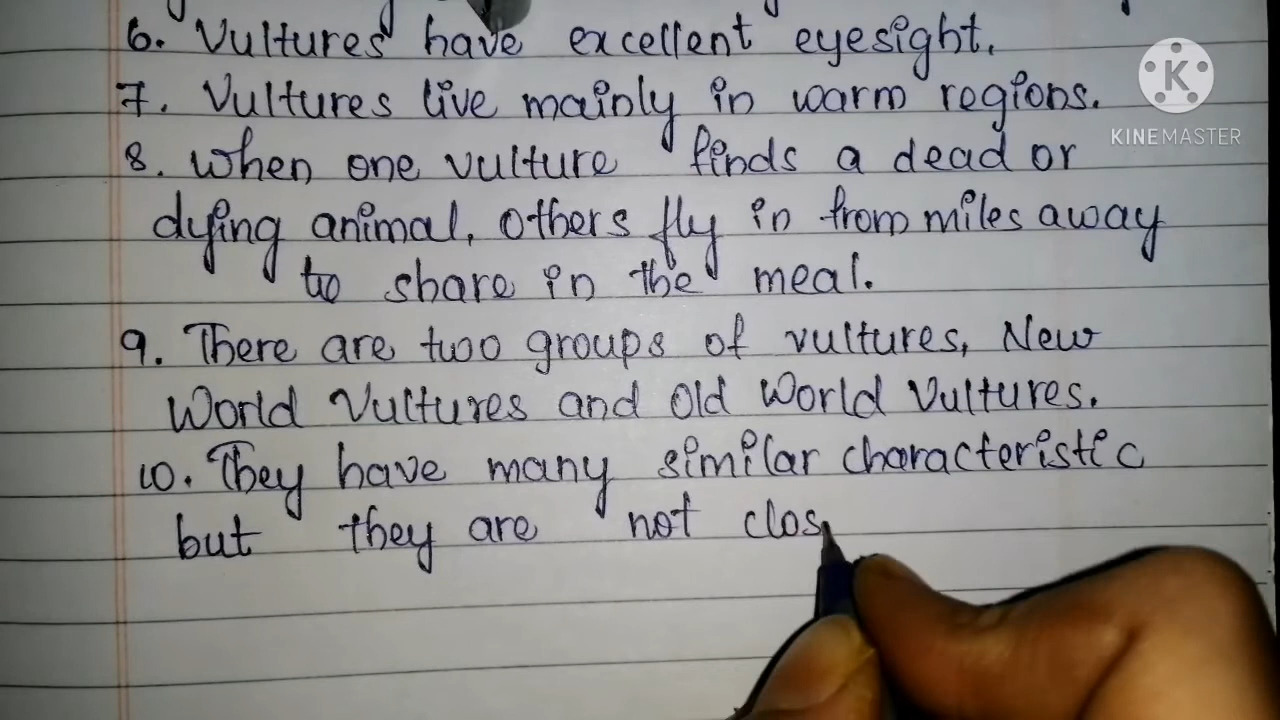 6. Vultures have excellent eyesight.
7. Vultures live mainly in warm regions.
8. When one vulture finds a dead or
dying animal, others fly in from miles away
to share in the meal.
9. There are two groups of vultures, New
World Vultures and Old World Vultures.
10. They have many similar characteristic
but they are not clos
K
KINEMASTER